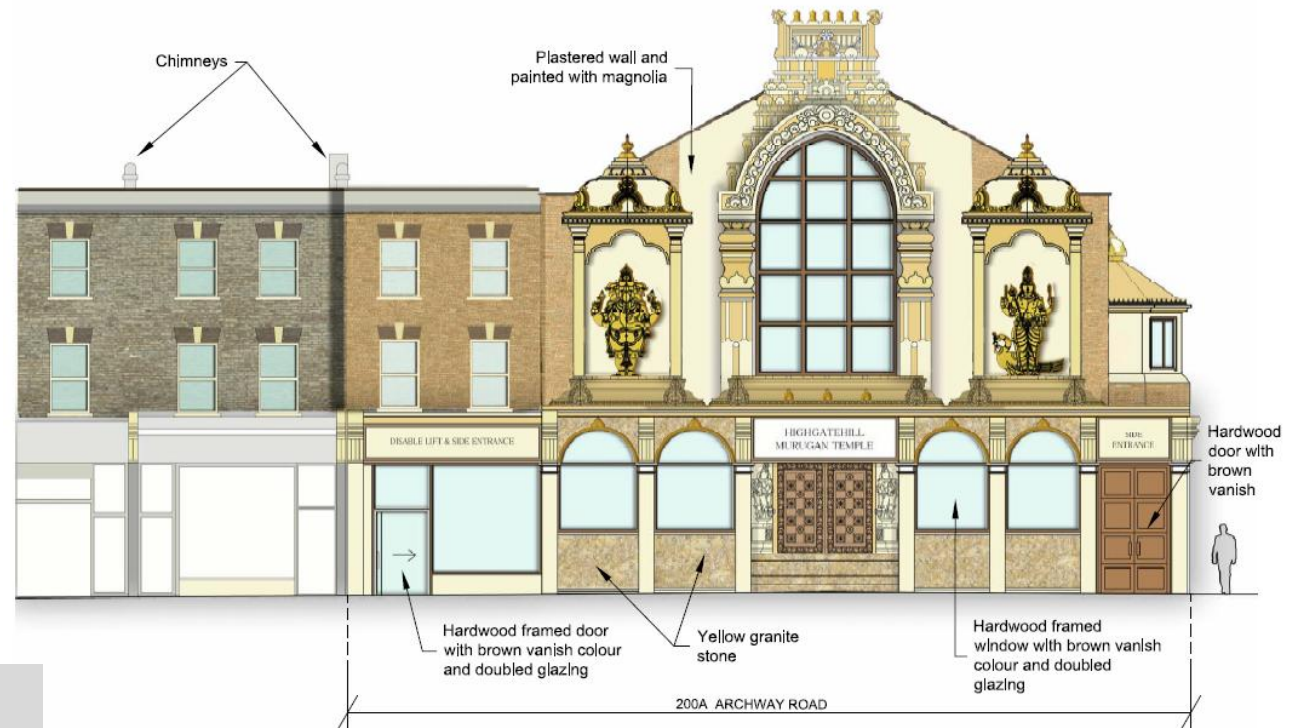 Chimneys
Plastered wall and
painted with magnolia
DISABLE LIFT & SIDE ENTRANCE
HIGHGATEHILL
MURUGAN TEMPLE
SIDE
ENTRANCE
Hardwood
door with
brown
vanish
Hardwood framed door
with brown vanish colour
and doubled glazing
Yellow granite
stone
Hardwood framed
window with brown vanish
colour and doubled
glazing
200A ARCHWAY ROAD